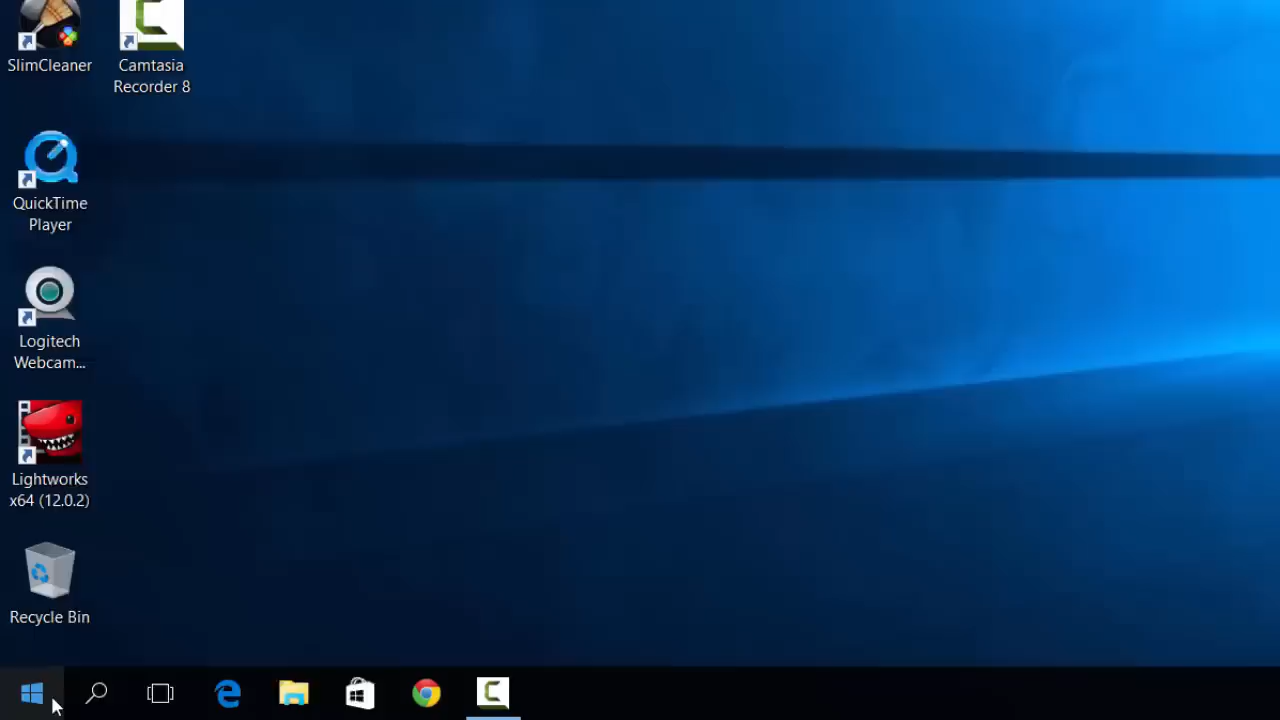 SlimCleaner
Camtasia
Recorder 8
QuickTime
Player
Logitech
Webcam...
Lightworks
x64 (12.0.2)
Recycle Bin